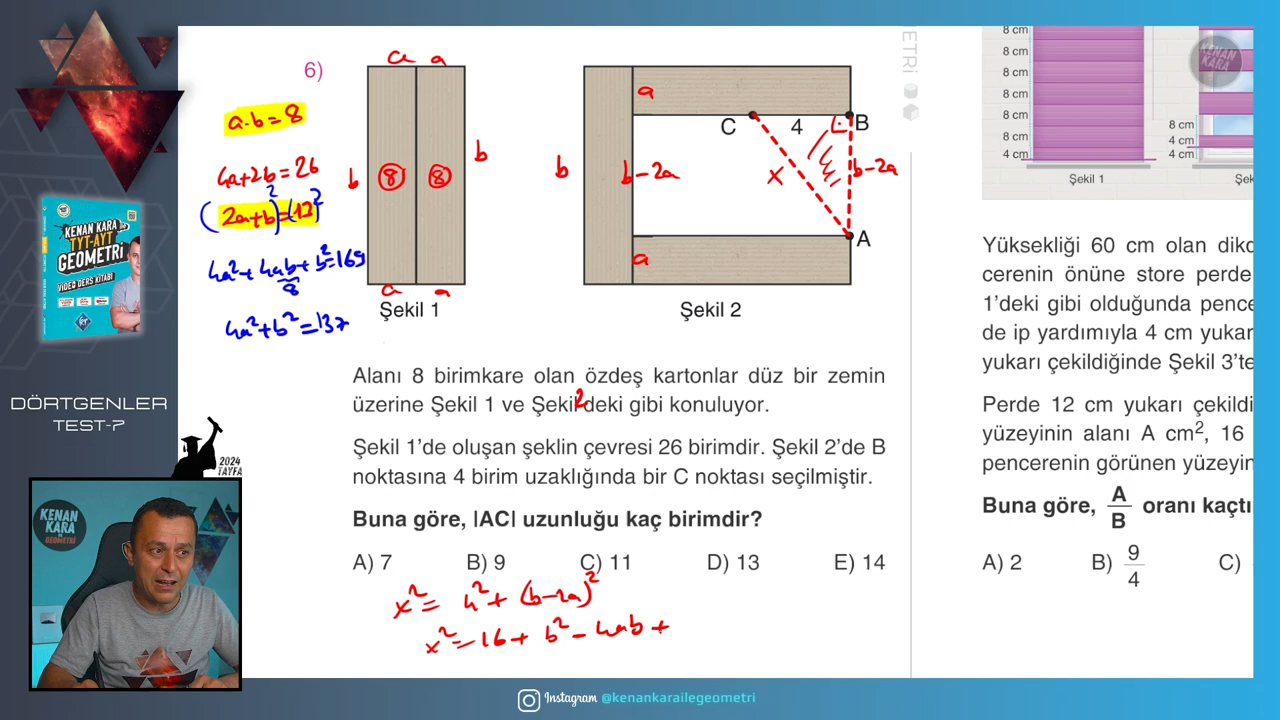 6)
a a
a·b=8
4a+2b=26
(2a+b)²=(13)²
4a²+4ab+b²=169
8
4a²+b²=137
b
8 8
b
a a
Şekil 1
a
C 4 B
b
b-2a
x
b-2a
A
a
Şekil 2
Alanı 8 birimkare olan özdeş kartonlar düz bir zemin
üzerine Şekil 1 ve Şekil 2'deki gibi konuluyor.
Şekil 1'de oluşan şeklin çevresi 26 birimdir. Şekil 2'de B
noktasına 4 birim uzaklığında bir C noktası seçilmiştir.
Buna göre, |AC| uzunluğu kaç birimdir?
A) 7 B) 9 C) 11 D) 13 E) 14
x²= 4²+ (b-2a)²
x²=16+ b²-4ab+
ETRİ
8 cm
8 cm
8 cm
8 cm
8 cm
8 cm
4 cm
Şekil 1
8 cm
4 cm
4 cm
Şek
KENAN
KARA
Yüksekliği 60 cm olan dikd
cerenin önüne store perde
1'deki gibi olduğunda pence
de ip yardımıyla 4 cm yukar
yukarı çekildiğinde Şekil 3'te
Perde 12 cm yukarı çekildi
yüzeyinin alanı A cm², 16
pencerenin görünen yüzeyin
Buna göre, A/B oranı kaçtı
A) 2 B) 9/4 C)
KENAN KARA
TYT-AYT
GEOMETRİ
VİDEO DERS KİTABI
DÖRTGENLER
TEST-7
2024
TAYFA
KENAN
KARA
GEOMETRİ
Instagram @kenankarailegeometri